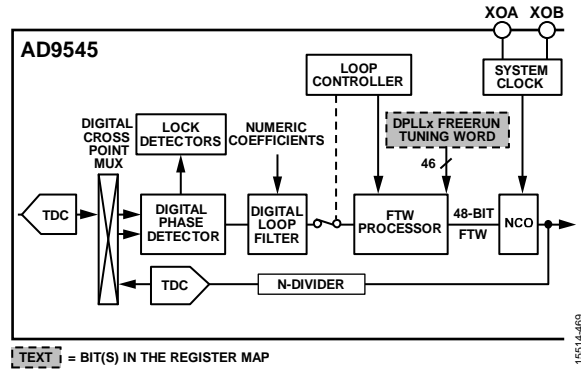 XOA XOB
AD9545
LOOP
CONTROLLER
SYSTEM
CLOCK
DIGITAL
CROSS
POINT
MUX
LOCK
DETECTORS
NUMERIC
COEFFICIENTS
DPLLx FREERUN
TUNING WORD
46
TDC
DIGITAL
PHASE
DETECTOR
DIGITAL
LOOP
FILTER
FTW
PROCESSOR
48-BIT
FTW
NCO
TDC
N-DIVIDER
TEXT = BIT(S) IN THE REGISTER MAP
15514-469